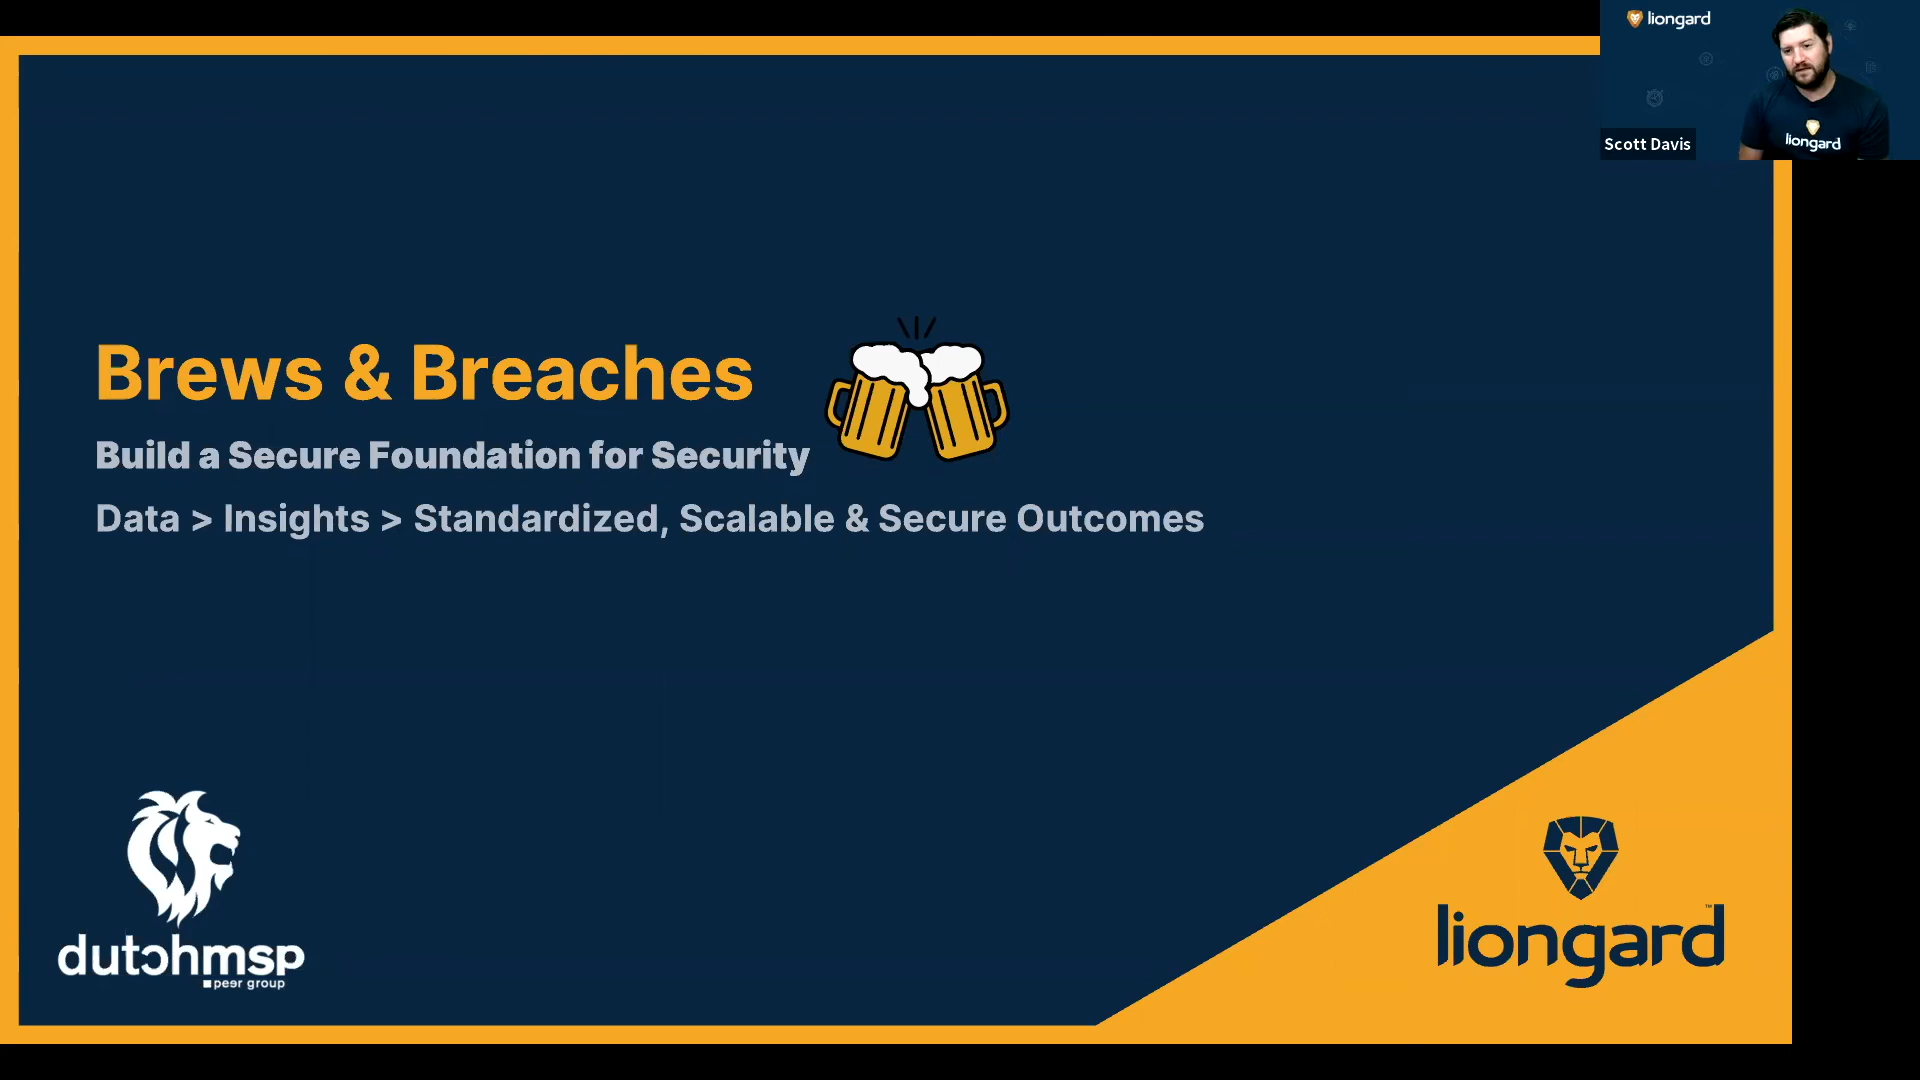 liongard
liongard
Scott Davis
Brews & Breaches
Build a Secure Foundation for Security
Data > Insights > Standardized, Scalable & Secure Outcomes
dutchmsp
peer group
liongard™